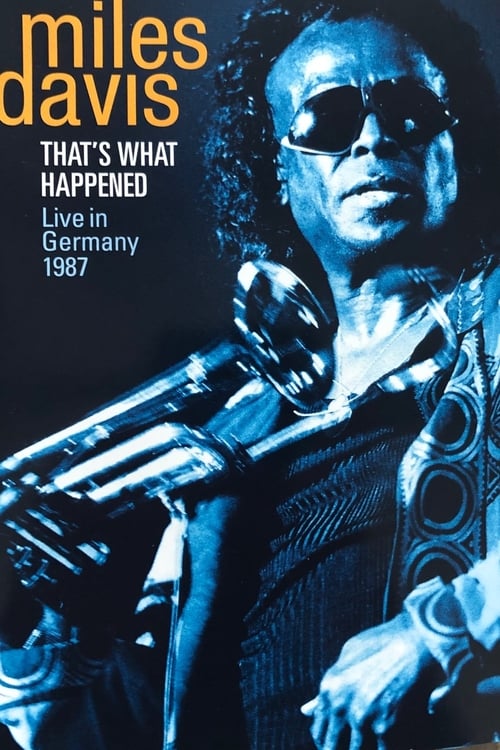 miles
davis
THAT'S WHAT
HAPPENED
Live in
Germany
1987